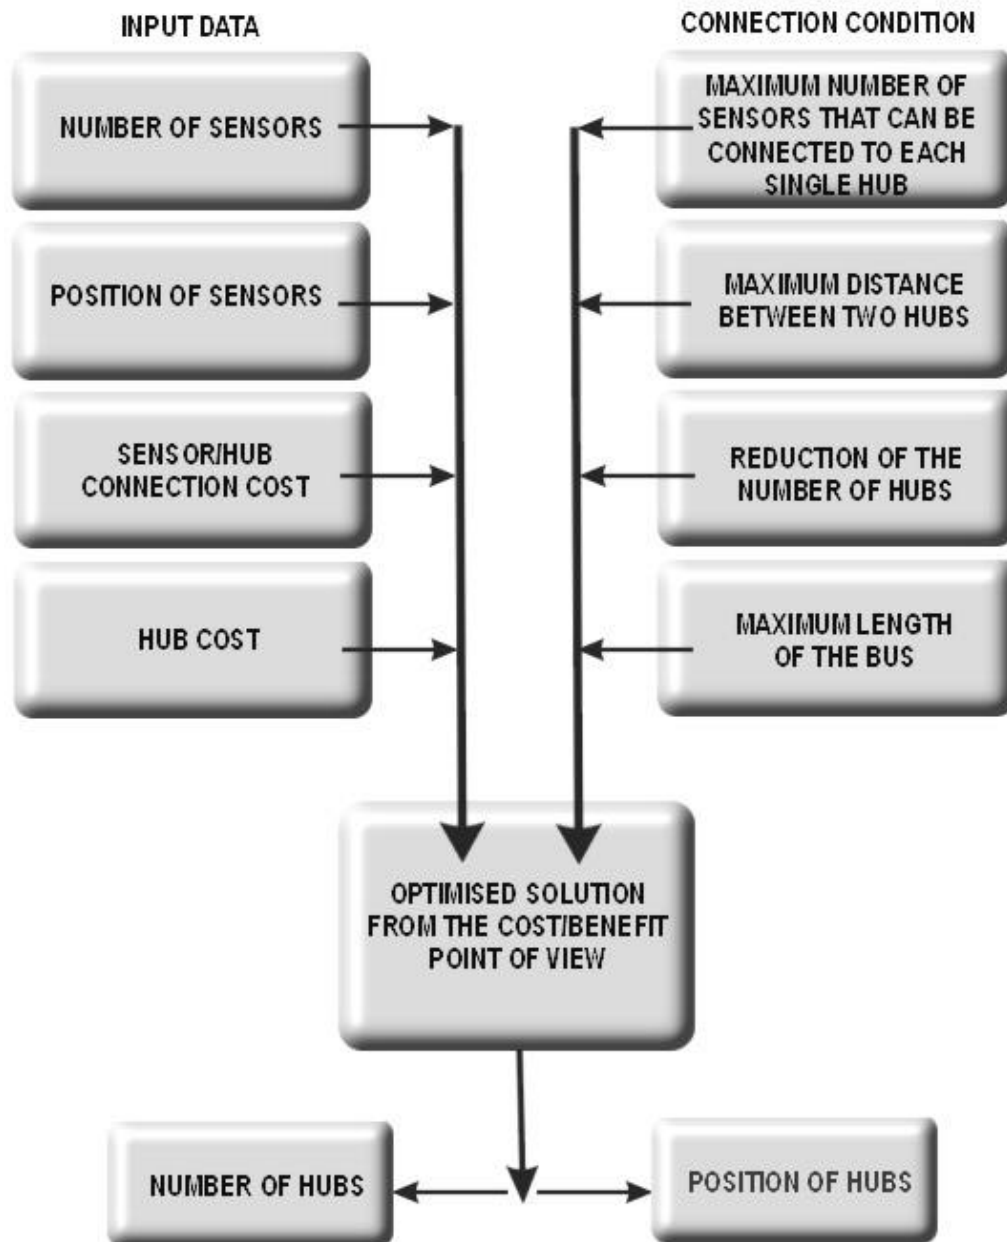 INPUT DATA
CONNECTION CONDITION
NUMBER OF SENSORS
MAXIMUM NUMBER OF
SENSORS THAT CAN BE
CONNECTED TO EACH
SINGLE HUB
POSITION OF SENSORS
MAXIMUM DISTANCE
BETWEEN TWO HUBS
SENSOR/HUB
CONNECTION COST
REDUCTION OF THE
NUMBER OF HUBS
HUB COST
MAXIMUM LENGTH
OF THE BUS
OPTIMISED SOLUTION
FROM THE COST/BENEFIT
POINT OF VIEW
NUMBER OF HUBS
POSITION OF HUBS